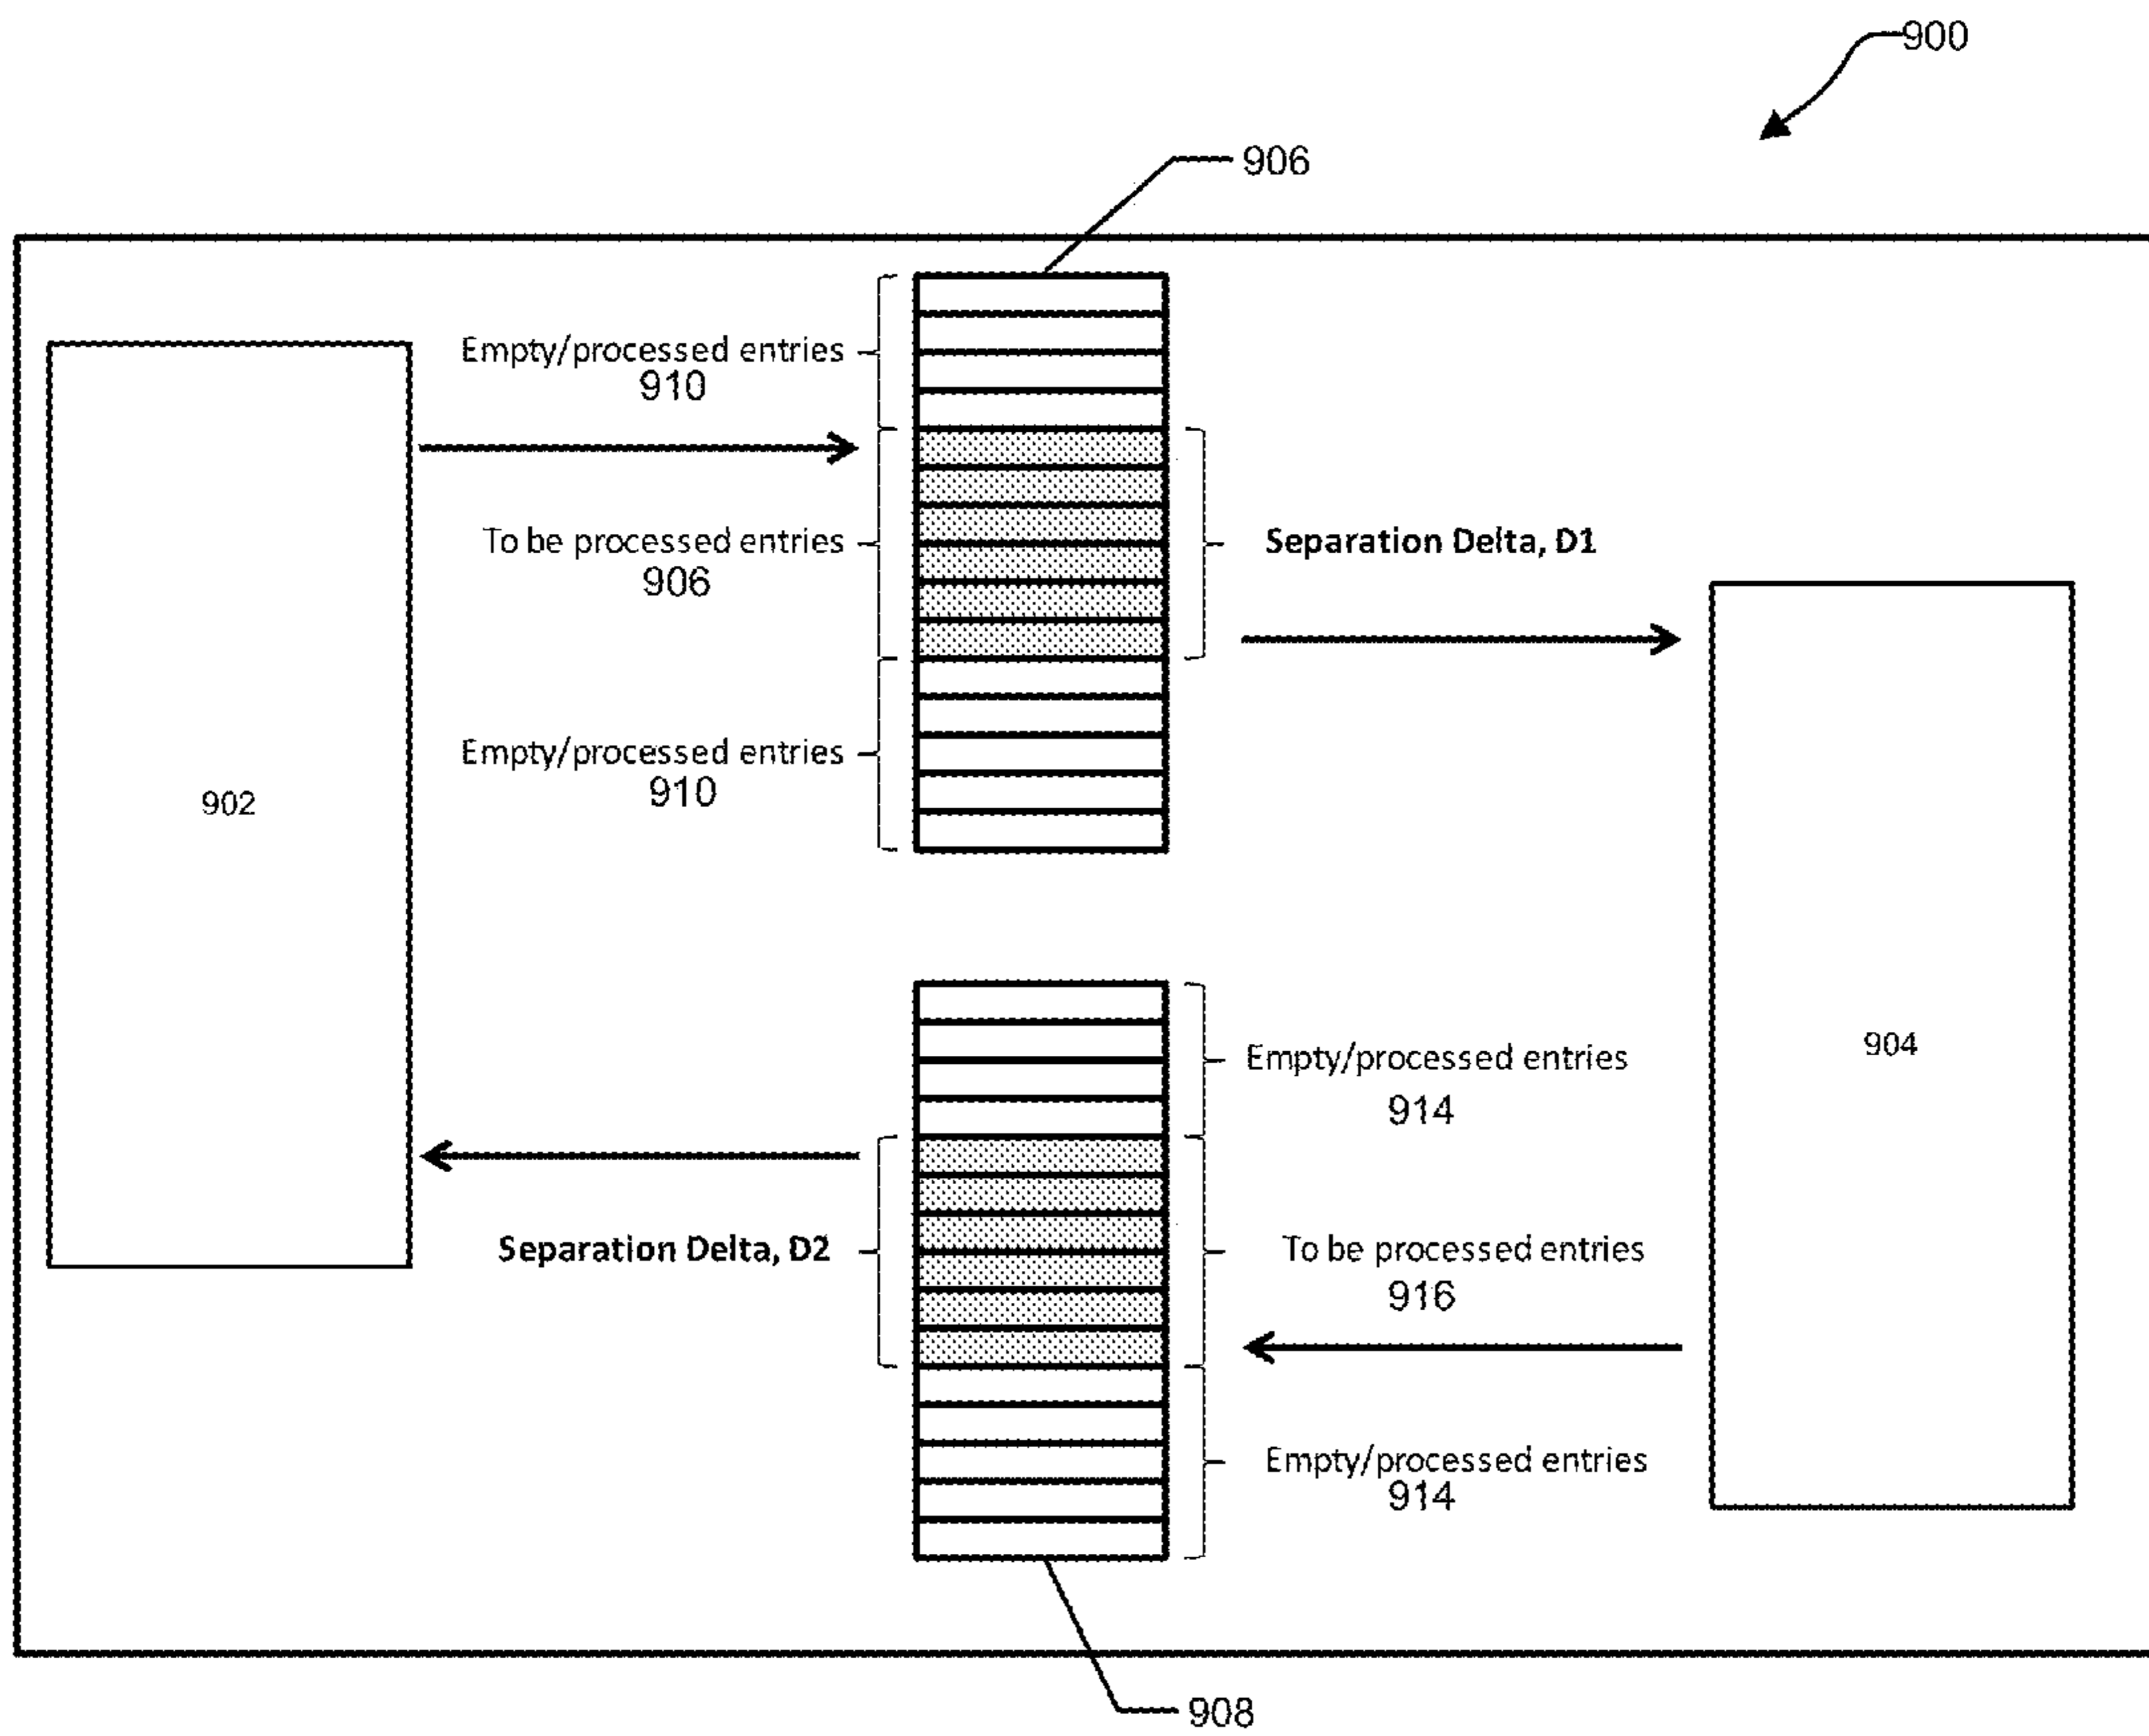 900
906
Empty/processed entries
910
To be processed entries
906
Separation Delta, D1
Empty/processed entries
910
902
904
Empty/processed entries
914
Separation Delta, D2
To be processed entries
916
Empty/processed entries
914
908